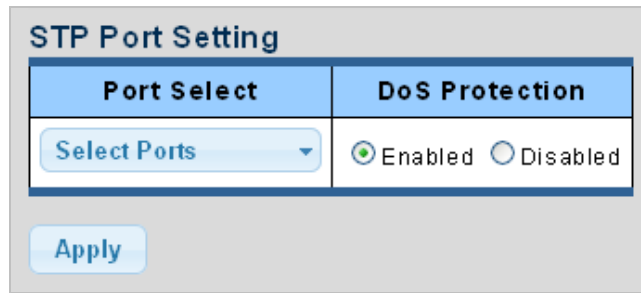 STP Port Setting
Port Select DoS Protection
Select Ports Enabled Disabled
Apply